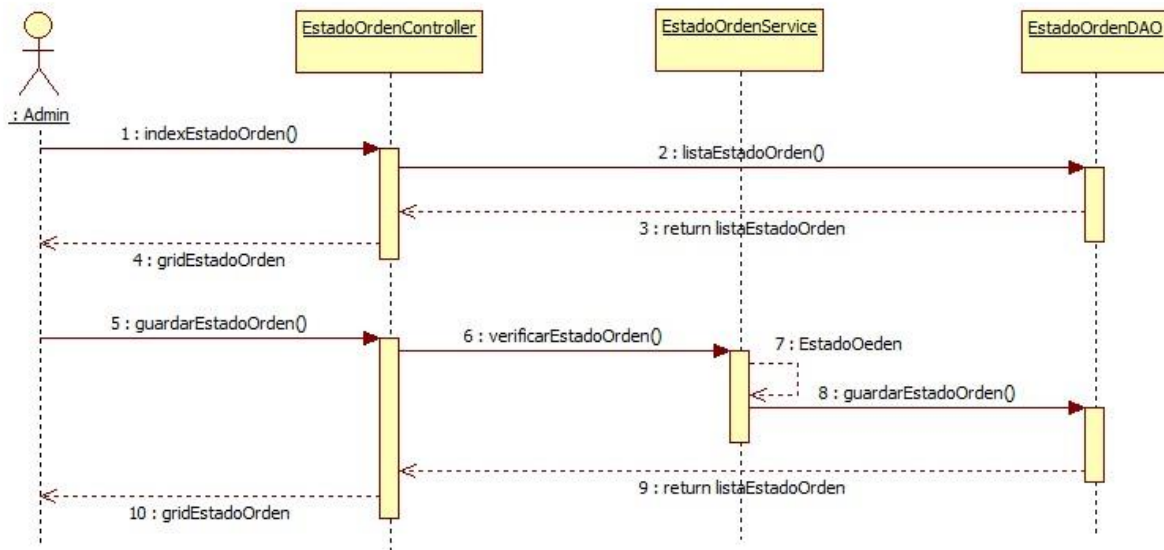 EstadoOrdenController
EstadoOrdenService
EstadoOrdenDAO
: Admin
1 : indexEstadoOrden()
2 : listaEstadoOrden()
3 : return listaEstadoOrden
4 : gridEstadoOrden
5 : guardarEstadoOrden()
6 : verificarEstadoOrden()
7 : EstadoOeden
8 : guardarEstadoOrden()
9 : return listaEstadoOrden
10 : gridEstadoOrden